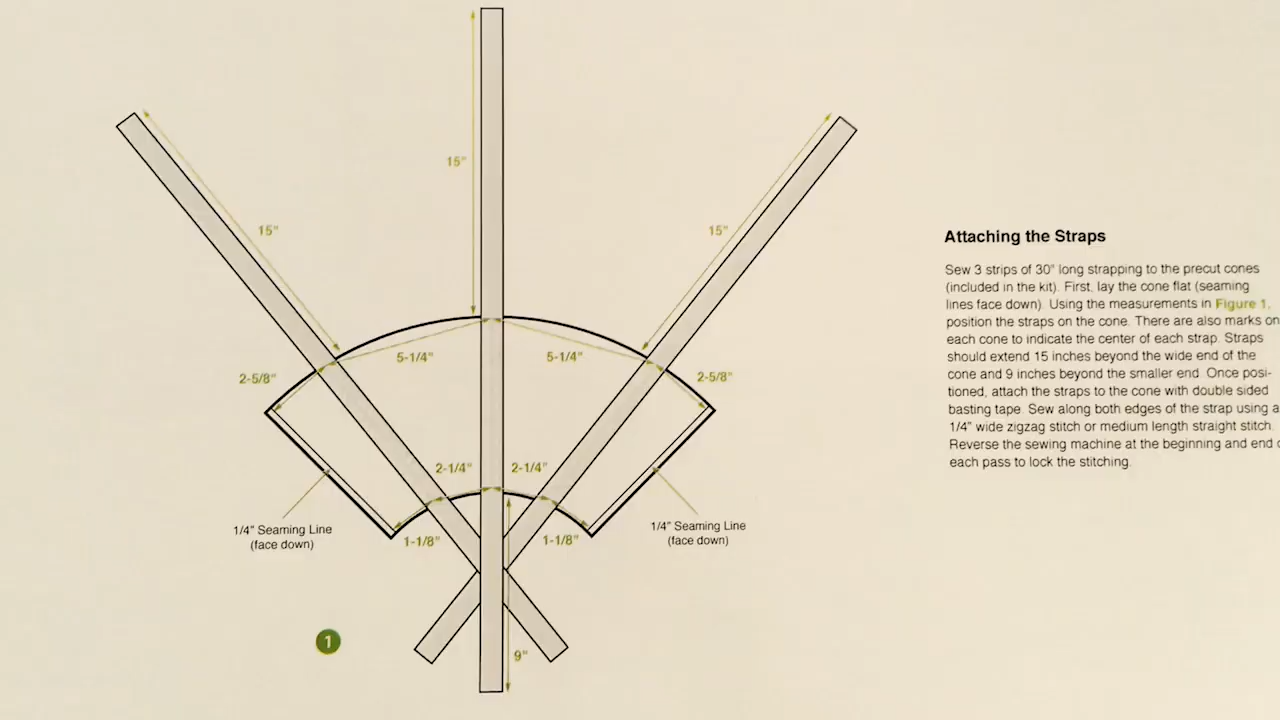 15"
15"
15"
5-1/4"
5-1/4"
2-5/8"
2-5/8"
2-1/4"
2-1/4"
1/4" Seaming Line
(face down)
1/4" Seaming Line
(face down)
1-1/8"
1-1/8"
1
9"
Attaching the Straps
Sew 3 strips of 30" long strapping to the precut cones
(included in the kit). First, lay the cone flat (seaming
lines face down). Using the measurements in Figure 1,
position the straps on the cone. There are also marks on
each cone to indicate the center of each strap. Straps
should extend 15 inches beyond the wide end of the
cone and 9 inches beyond the smaller end. Once posi-
tioned, attach the straps to the cone with double sided
basting tape. Sew along both edges of the strap using a
1/4" wide zigzag stitch or medium length straight stitch.
Reverse the sewing machine at the beginning and end
each pass to lock the stitching.